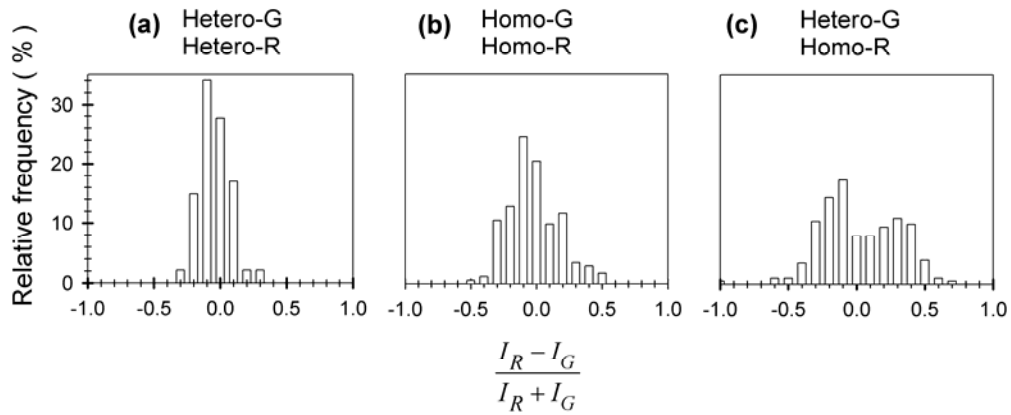 (a) Hetero-G
Hetero-R
(b) Homo-G
Homo-R
(c) Hetero-G
Homo-R
Relative frequency ( % )
30
20
10
0
-1.0 -0.5 0.0 0.5 1.0
-1.0 -0.5 0.0 0.5 1.0
-1.0 -0.5 0.0 0.5 1.0
I_R − I_G
I_R + I_G